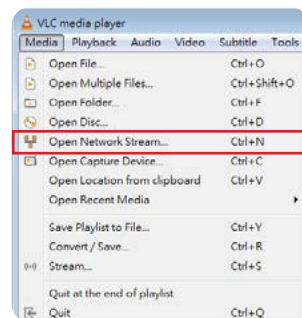 VLC media player
Media Playback Audio Video Subtitle Tools
Open File... Ctrl+O
Open Multiple Files... Ctrl+Shift+O
Open Folder... Ctrl+F
Open Disc... Ctrl+D
Open Network Stream... Ctrl+N
Open Capture Device... Ctrl+C
Open Location from clipboard Ctrl+V
Open Recent Media
Save Playlist to File... Ctrl+Y
Convert / Save... Ctrl+R
Stream... Ctrl+S
Quit at the end of playlist
Quit Ctrl+Q